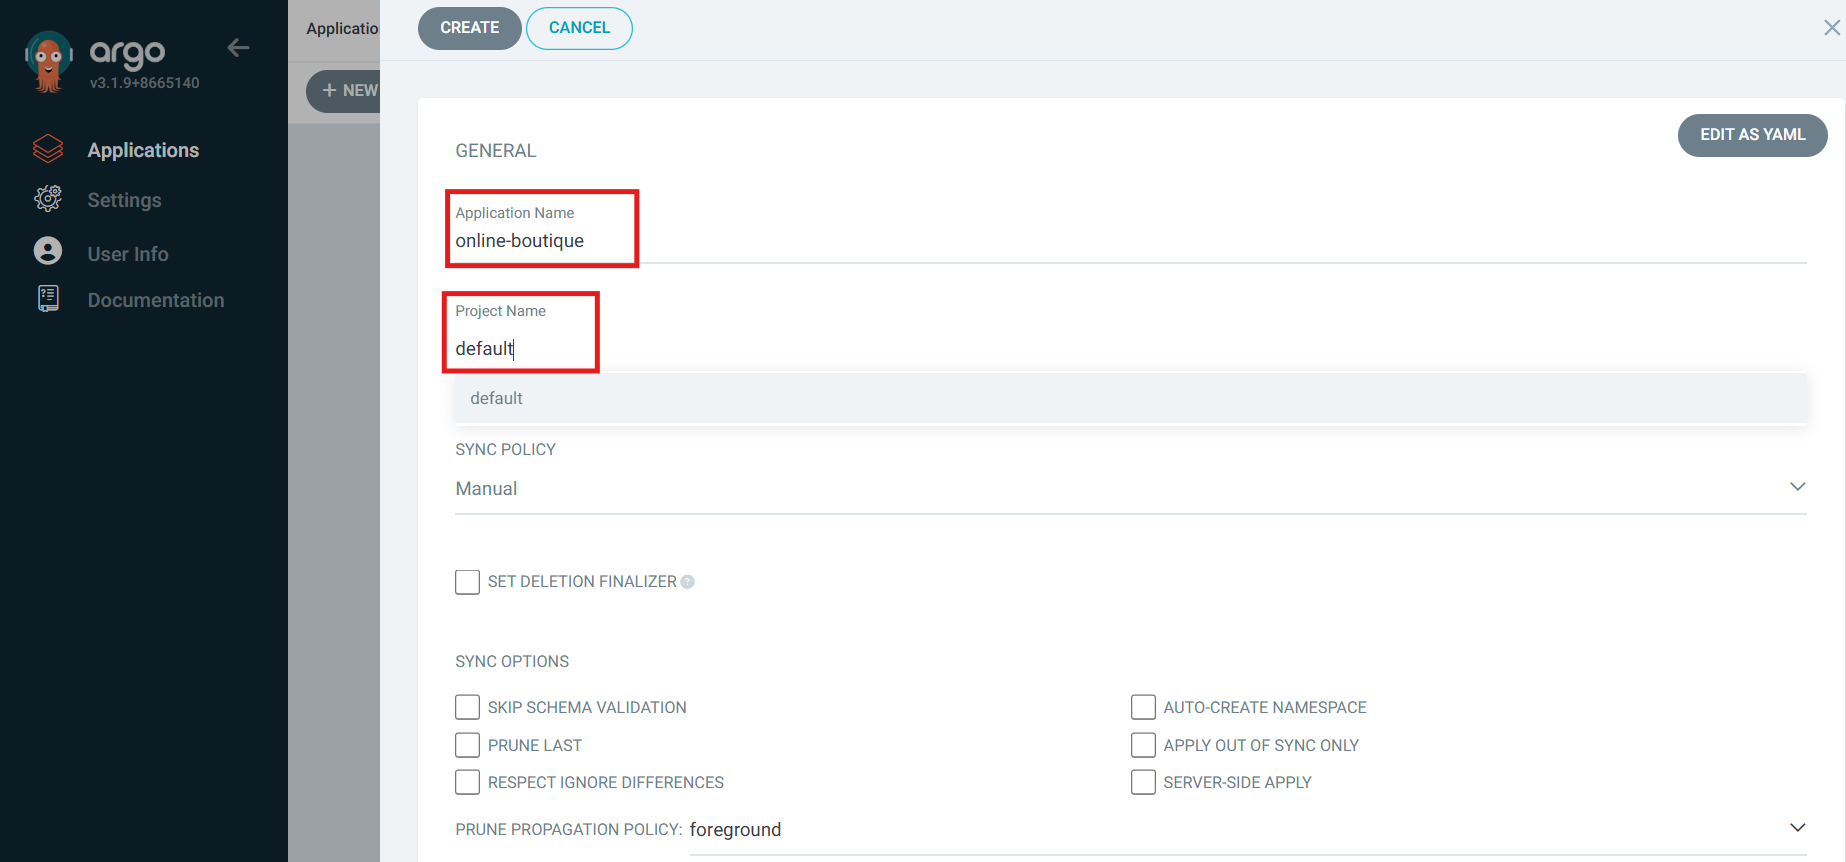 argo
v3.1.9+8665140
Applications
Settings
User Info
Documentation
Applicatio
+ NEW
CREATE
CANCEL
EDIT AS YAML
GENERAL
Application Name
online-boutique
Project Name
default
default
SYNC POLICY
Manual
SET DELETION FINALIZER ?
SYNC OPTIONS
SKIP SCHEMA VALIDATION
AUTO-CREATE NAMESPACE
PRUNE LAST
APPLY OUT OF SYNC ONLY
RESPECT IGNORE DIFFERENCES
SERVER-SIDE APPLY
PRUNE PROPAGATION POLICY: foreground